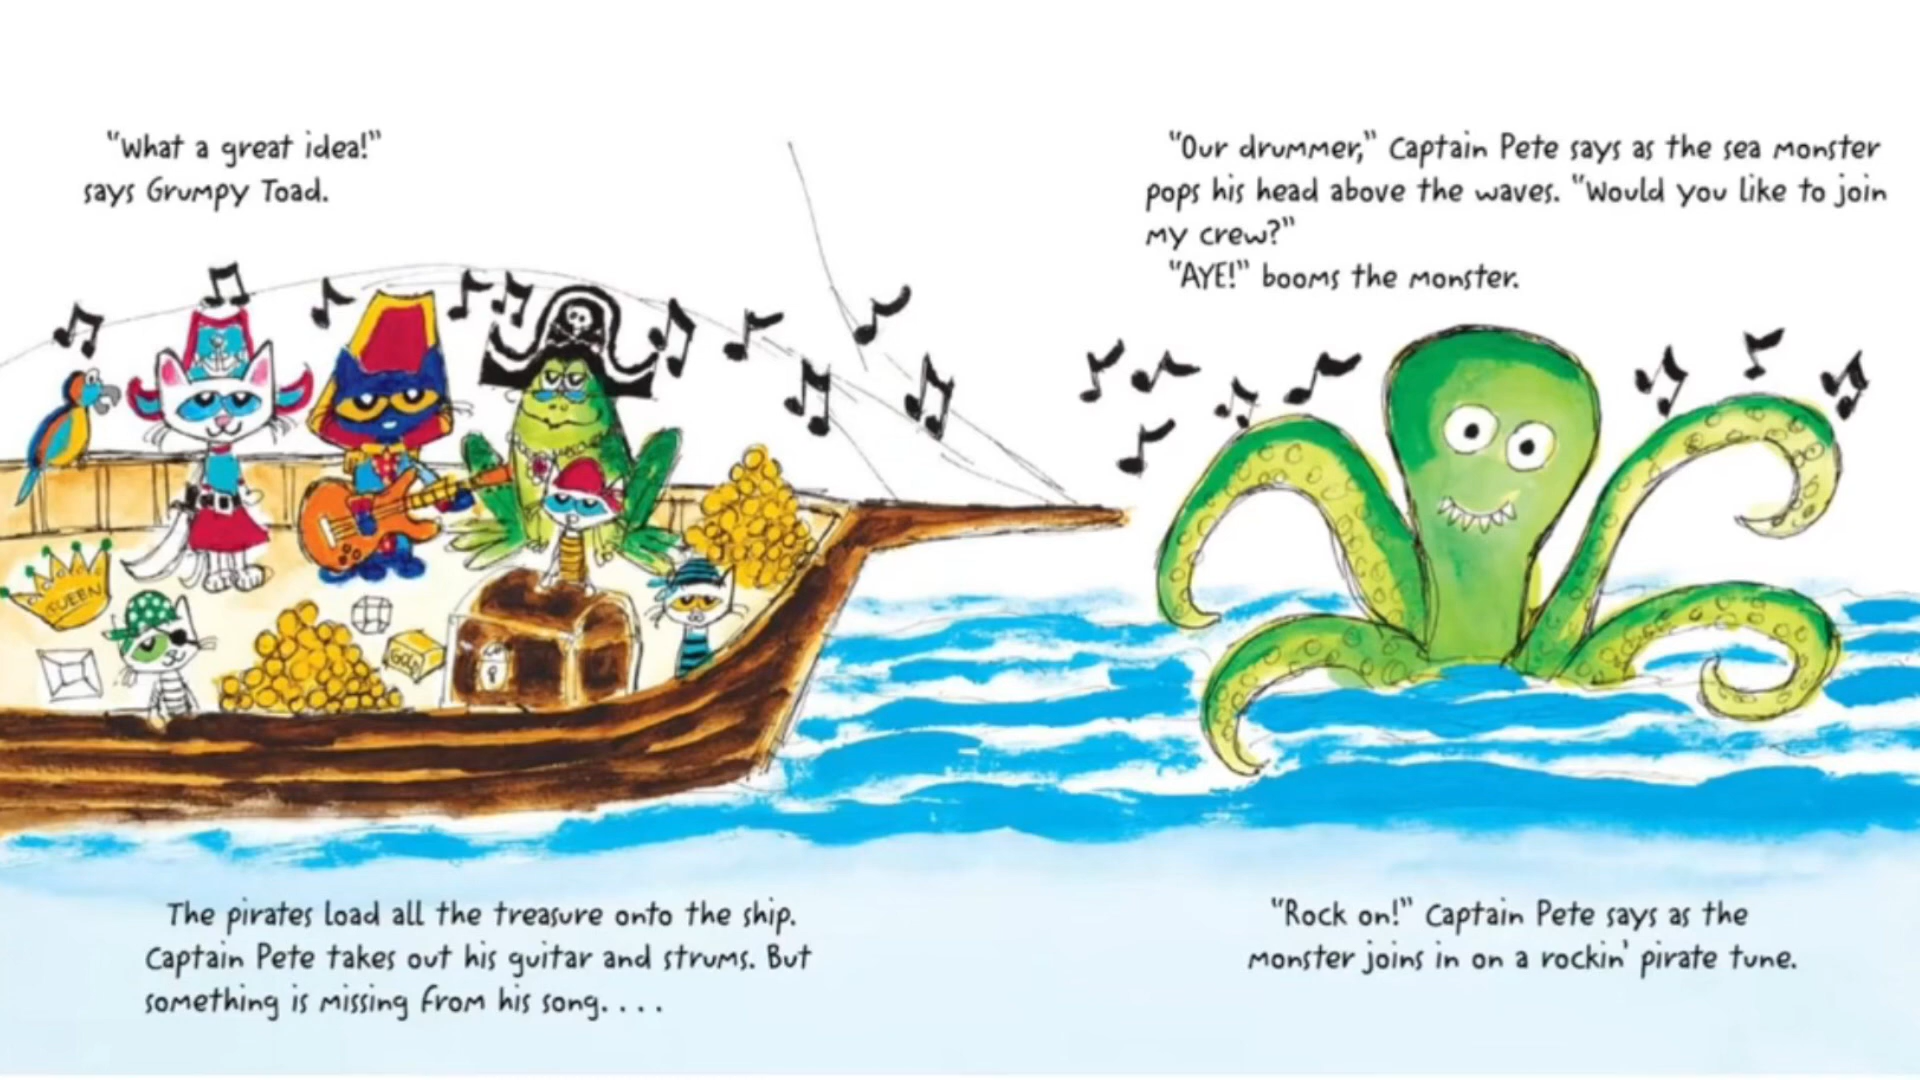 "What a great idea!"
says Grumpy Toad.
QUEEN
GOLD
The pirates load all the treasure onto the ship.
Captain Pete takes out his guitar and strums. But
something is missing from his song. . . .
"Our drummer," Captain Pete says as the sea monster
pops his head above the waves. "Would you like to join
my crew?"
"AYE!" booms the monster.
"Rock on!" Captain Pete says as the
monster joins in on a rockin' pirate tune.